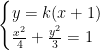 y = k(x + 1)
x²/4 + y²/3 = 1